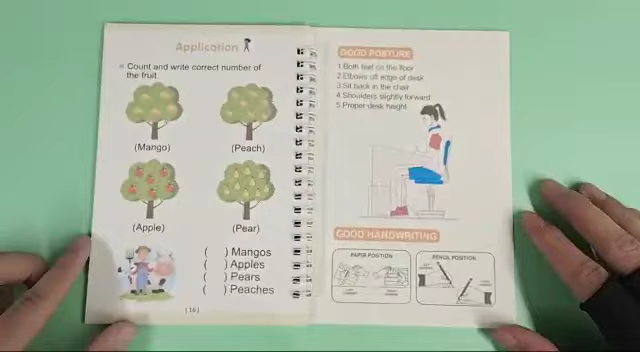 Application
Count and write correct number of
the fruit.
(Mango)
(Peach)
(Apple)
(Pear)
( ) Mangos
( ) Apples
( ) Pears
( ) Peaches
(16)
GOOD POSTURE
1 Both feet on the floor
2 Elbows off edge of desk
3 Sit back in the chair
4 Shoulders slightly forward
5 Proper desk height
GOOD HANDWRITING
PAPER POSITION
PENCIL POSITION